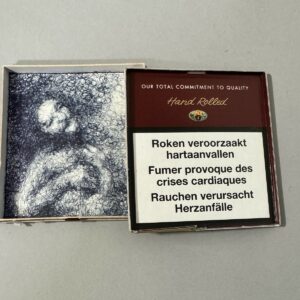 OUR TOTAL COMMITMENT TO QUALITY
Hand Rolled
Roken veroorzaakt
hartaanvallen
Fumer provoque des
crises cardiaques
Rauchen verursacht
Herzanfälle